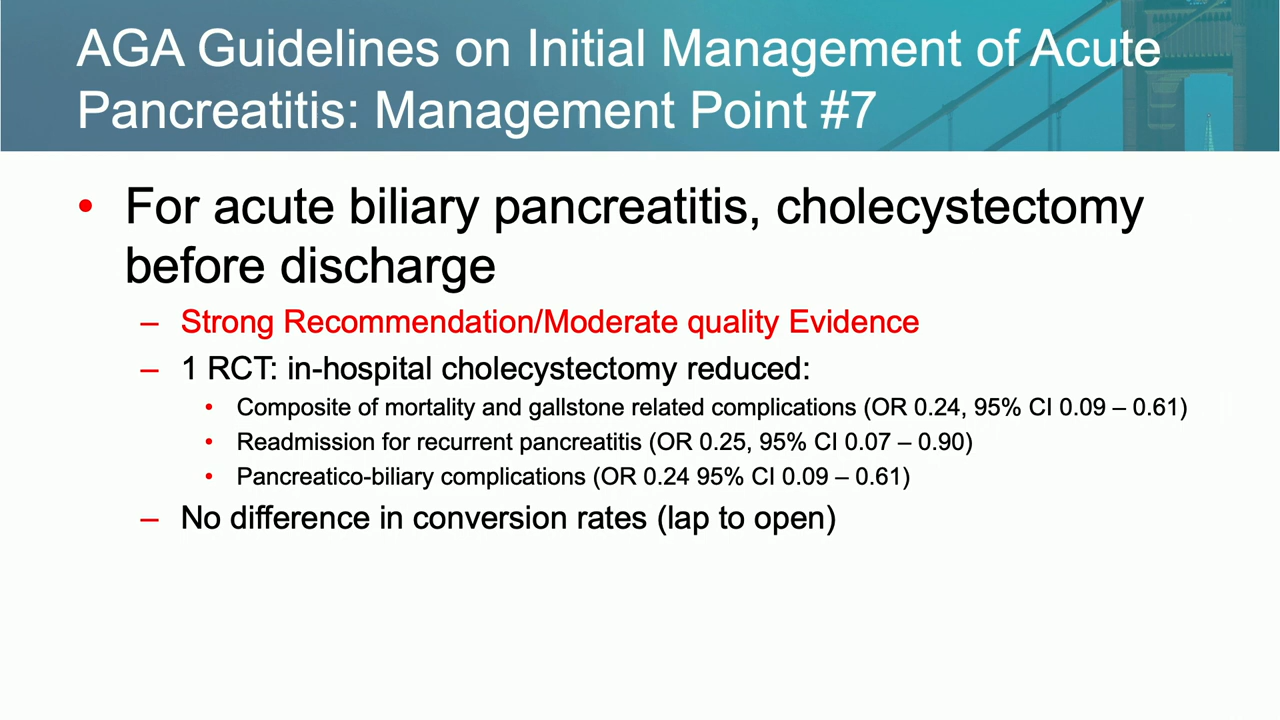 AGA Guidelines on Initial Management of Acute
Pancreatitis: Management Point #7
• For acute biliary pancreatitis, cholecystectomy
before discharge
– Strong Recommendation/Moderate quality Evidence
– 1 RCT: in-hospital cholecystectomy reduced:
• Composite of mortality and gallstone related complications (OR 0.24, 95% CI 0.09 – 0.61)
• Readmission for recurrent pancreatitis (OR 0.25, 95% CI 0.07 – 0.90)
• Pancreatico-biliary complications (OR 0.24 95% CI 0.09 – 0.61)
– No difference in conversion rates (lap to open)